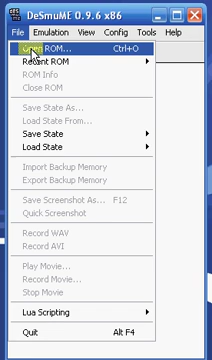 DeSmuME 0.9.6 x86
File Emulation View Config Tools Help
Open ROM... Ctrl+O
Recent ROM
ROM Info
Close ROM
Save State As...
Load State From...
Save State
Load State
Import Backup Memory
Export Backup Memory
Save Screenshot As... F12
Quick Screenshot
Record WAV
Record AVI
Play Movie...
Record Movie...
Stop Movie
Lua Scripting
Quit Alt F4